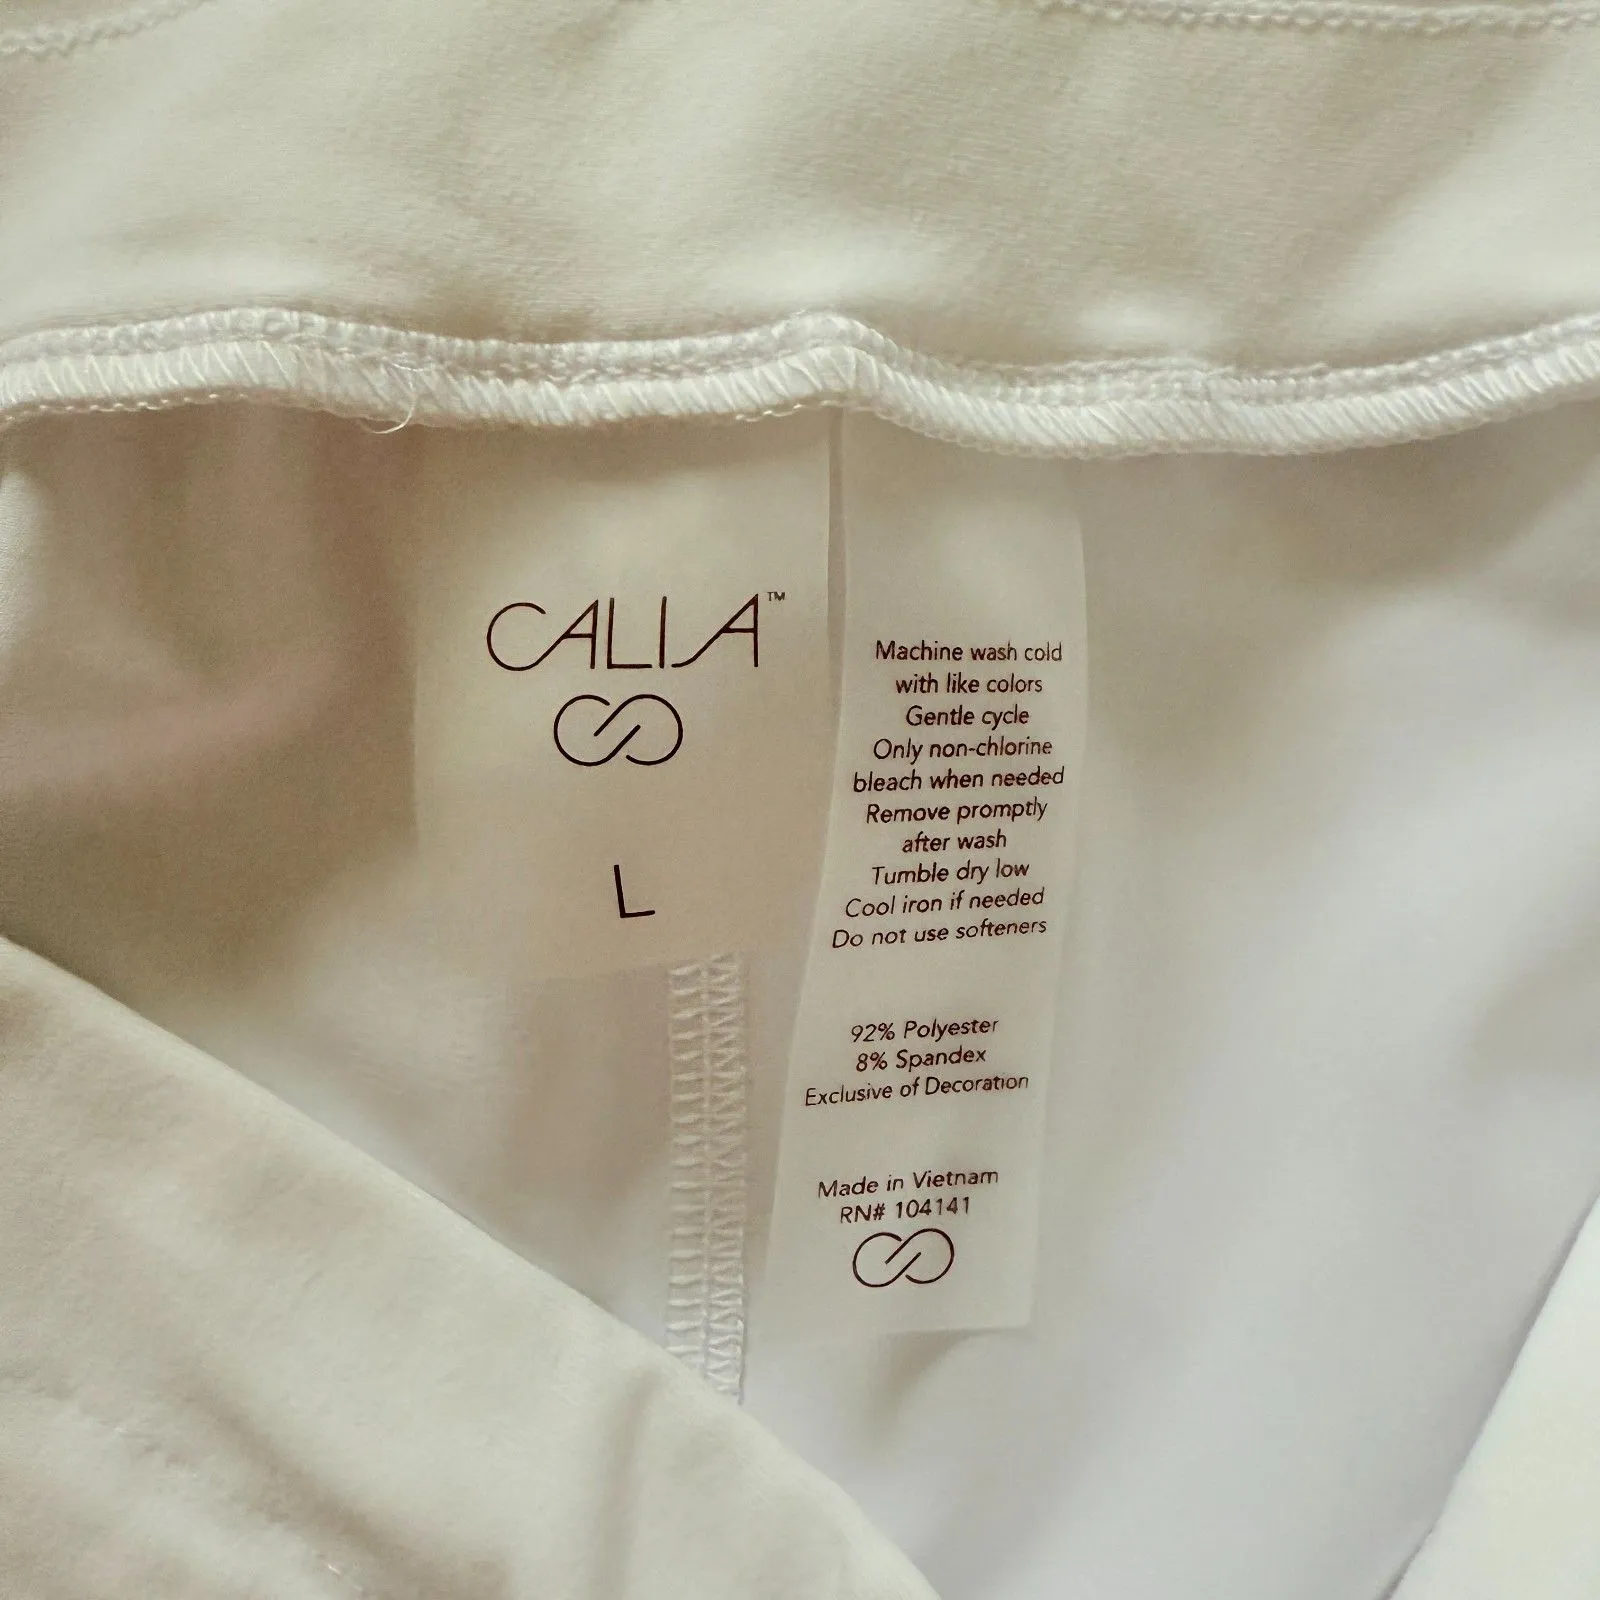 CALIA™
L
Machine wash cold
with like colors
Gentle cycle
Only non-chlorine
bleach when needed
Remove promptly
after wash
Tumble dry low
Cool iron if needed
Do not use softeners
92% Polyester
8% Spandex
Exclusive of Decoration
Made in Vietnam
RN# 104141